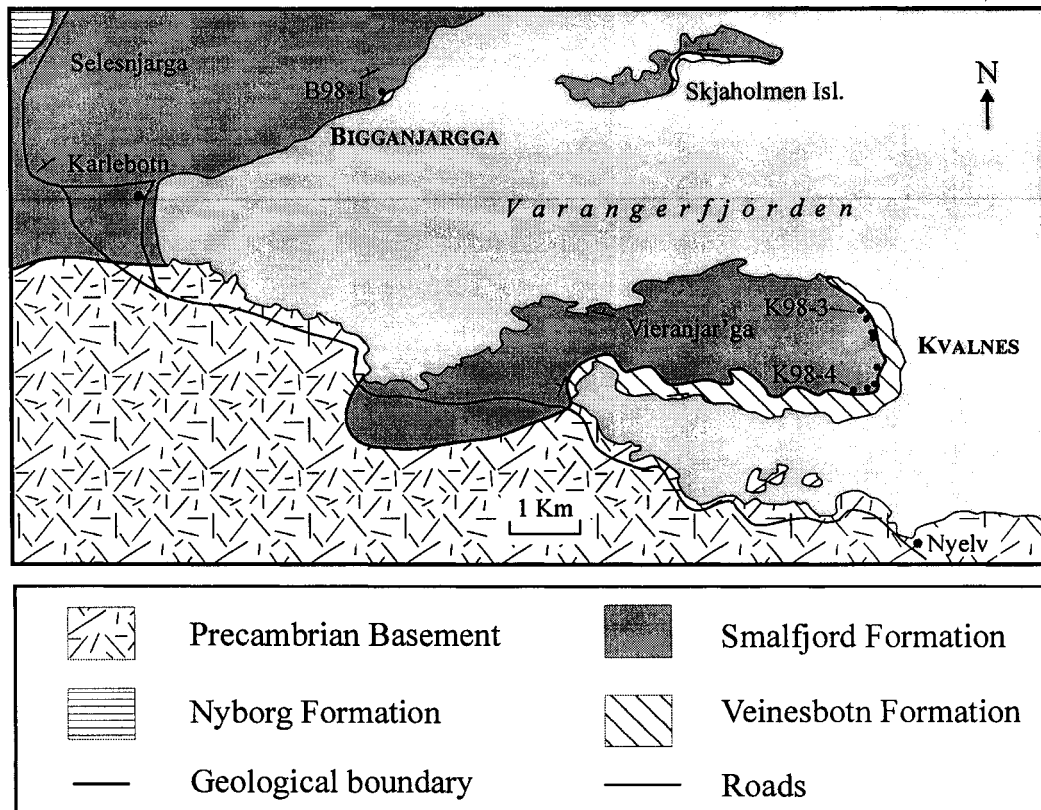 Selesnjarga
B98-1
Skjaholmen Isl.
N
BIGGANJARGGA
Karlebotn
Varangerfjörden
K98-3
Vieranjar'ga
KVALNES
K98-4
1 Km
Nyelv
Precambrian Basement
Smalfjord Formation
Nyborg Formation
Veinesbotn Formation
Geological boundary
Roads